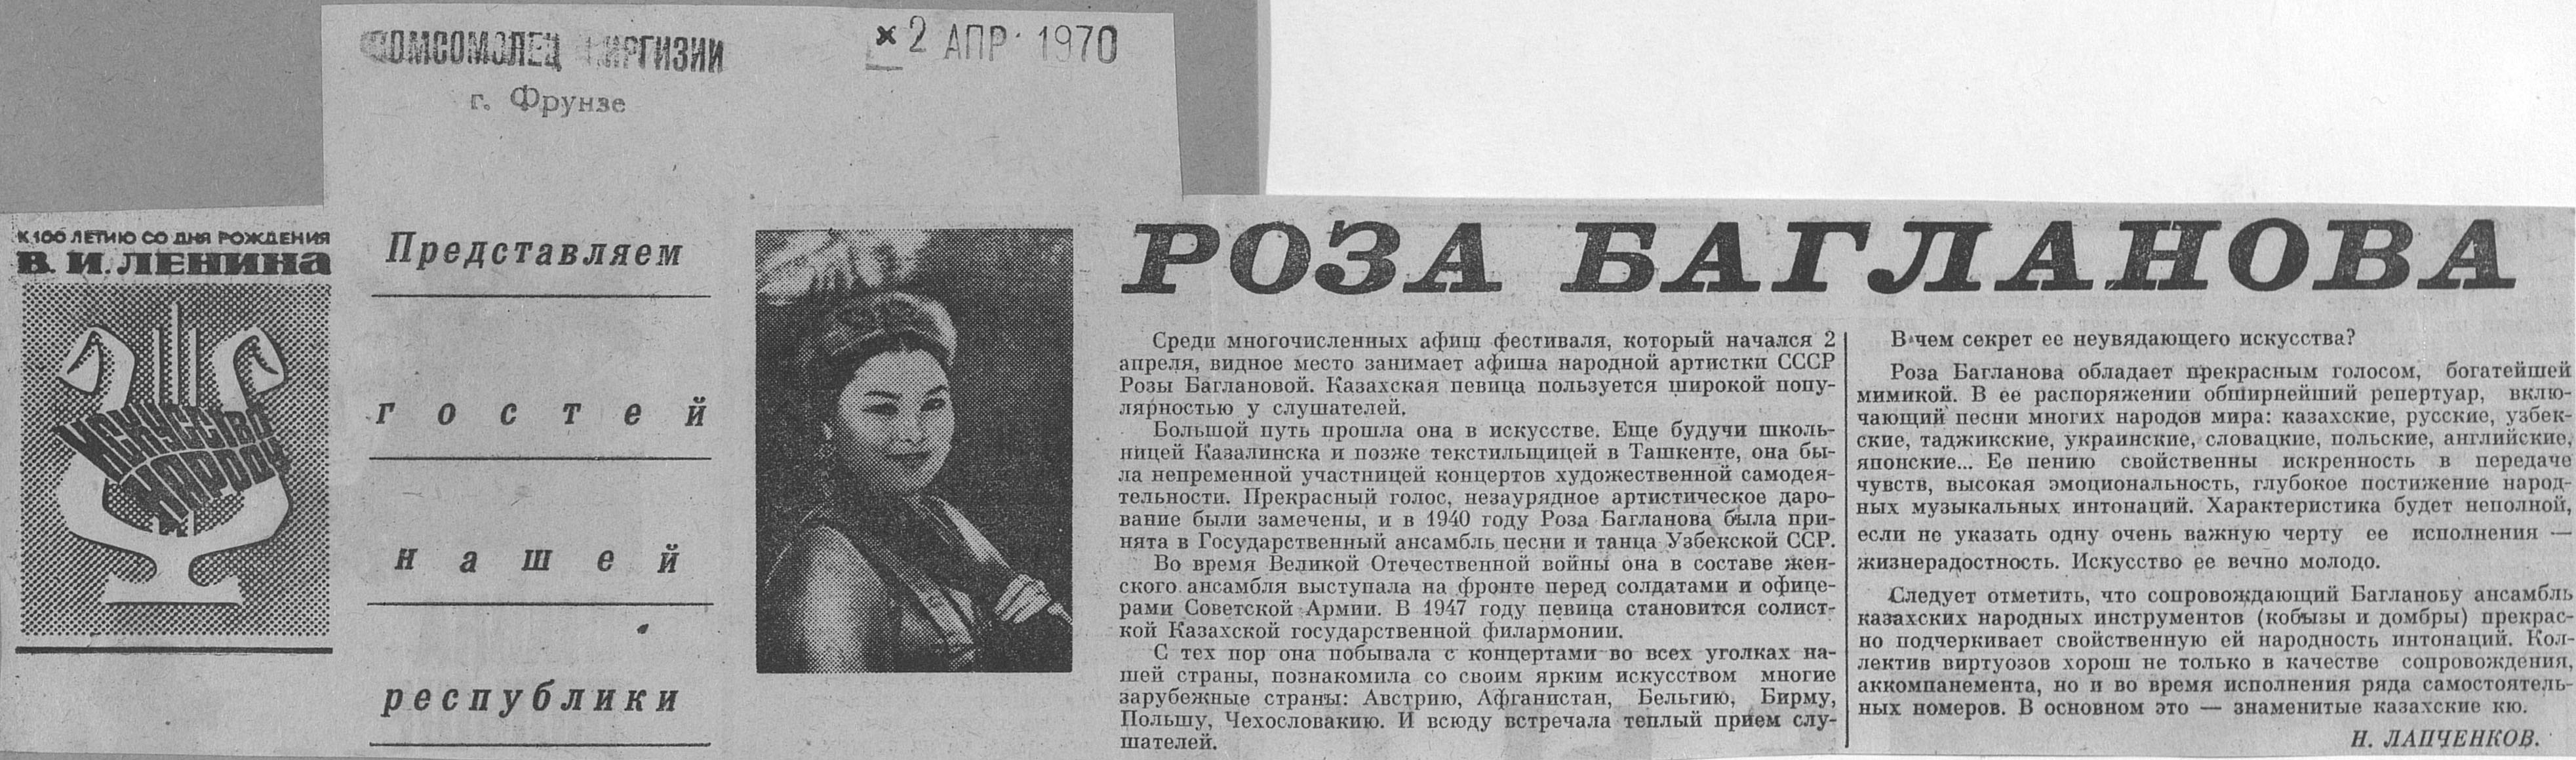 КОМСОМОЛЕЦ КИРГИЗИИ
г. Фрунзе
×2 АПР 1970
К 100 ЛЕТИЮ СО ДНЯ РОЖДЕНИЯ
В. И. ЛЕНИНА
ИСКУССТВО
НАРОДУ
Представляем
гостей
нашей
республики
РОЗА БАГЛАНОВА
Среди многочисленных афиш фестиваля, который начался 2
апреля, видное место занимает афиша народной артистки СССР
Розы Баглановой. Казахская певица пользуется широкой попу-
лярностью у слушателей.
Большой путь прошла она в искусстве. Еще будучи школь-
ницей Казалинска и позже текстильщицей в Ташкенте, она бы-
ла непременной участницей концертов художественной самодея-
тельности. Прекрасный голос, незаурядное артистическое даро-
вание были замечены, и в 1940 году Роза Багланова была при-
нята в Государственный ансамбль песни и танца Узбекской ССР.
Во время Великой Отечественной войны она в составе жен-
ского ансамбля выступала на фронте перед солдатами и офице-
рами Советской Армии. В 1947 году певица становится солист-
кой Казахской государственной филармонии.
С тех пор она побывала с концертами во всех уголках на-
шей страны, познакомила со своим ярким искусством многие
зарубежные страны: Австрию, Афганистан, Бельгию, Бирму,
Польшу, Чехословакию. И всюду встречала теплый прием слу-
шателей.
В чем секрет ее неувядающего искусства?
Роза Багланова обладает прекрасным голосом, богатейшей
мимикой. В ее распоряжении обширнейший репертуар, вклю-
чающий песни многих народов мира: казахские, русские, узбек-
ские, таджикские, украинские, словацкие, польские, английские,
японские... Ее пению свойственны искренность в передаче
чувств, высокая эмоциональность, глубокое постижение народ-
ных музыкальных интонаций. Характеристика будет неполной,
если не указать одну очень важную черту ее исполнения —
жизнерадостность. Искусство ее вечно молодо.
Следует отметить, что сопровождающий Багланову ансамбль
казахских народных инструментов (кобызы и домбры) прекрас-
но подчеркивает свойственную ей народность интонаций. Кол-
лектив виртуозов хорош не только в качестве сопровождения,
аккомпанемента, но и во время исполнения ряда самостоятель-
ных номеров. В основном это — знаменитые казахские кю.
Н. ЛАПЧЕНКОВ.